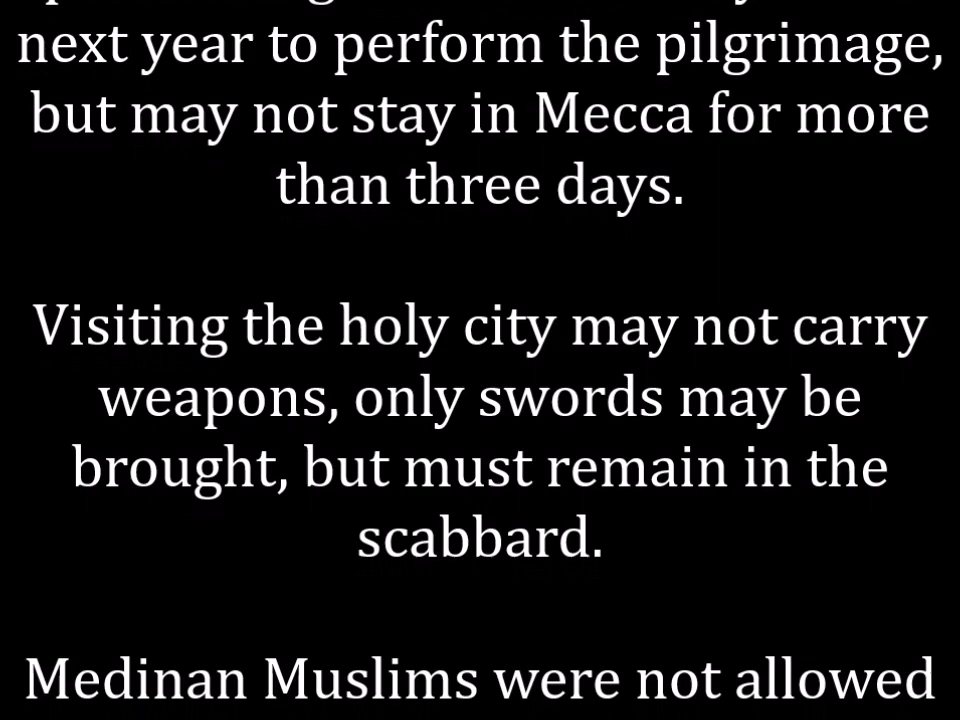 next year to perform the pilgrimage,
but may not stay in Mecca for more
than three days.
Visiting the holy city may not carry
weapons, only swords may be
brought, but must remain in the
scabbard.
Medinan Muslims were not allowed